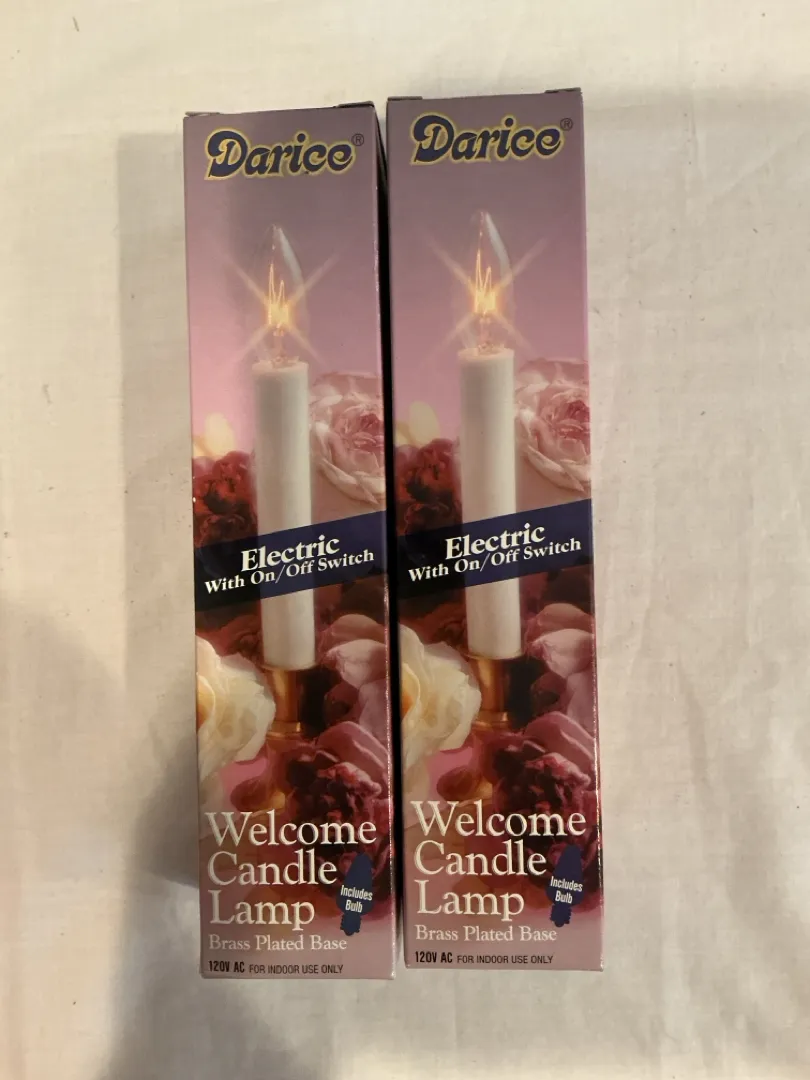 Darice®
Electric
With On/Off Switch
Welcome
Candle
Lamp
Includes
Bulb
Brass Plated Base
120V AC FOR INDOOR USE ONLY
Darice®
Electric
With On/Off Switch
Welcome
Candle
Lamp
Includes
Bulb
Brass Plated Base
120V AC FOR INDOOR USE ONLY